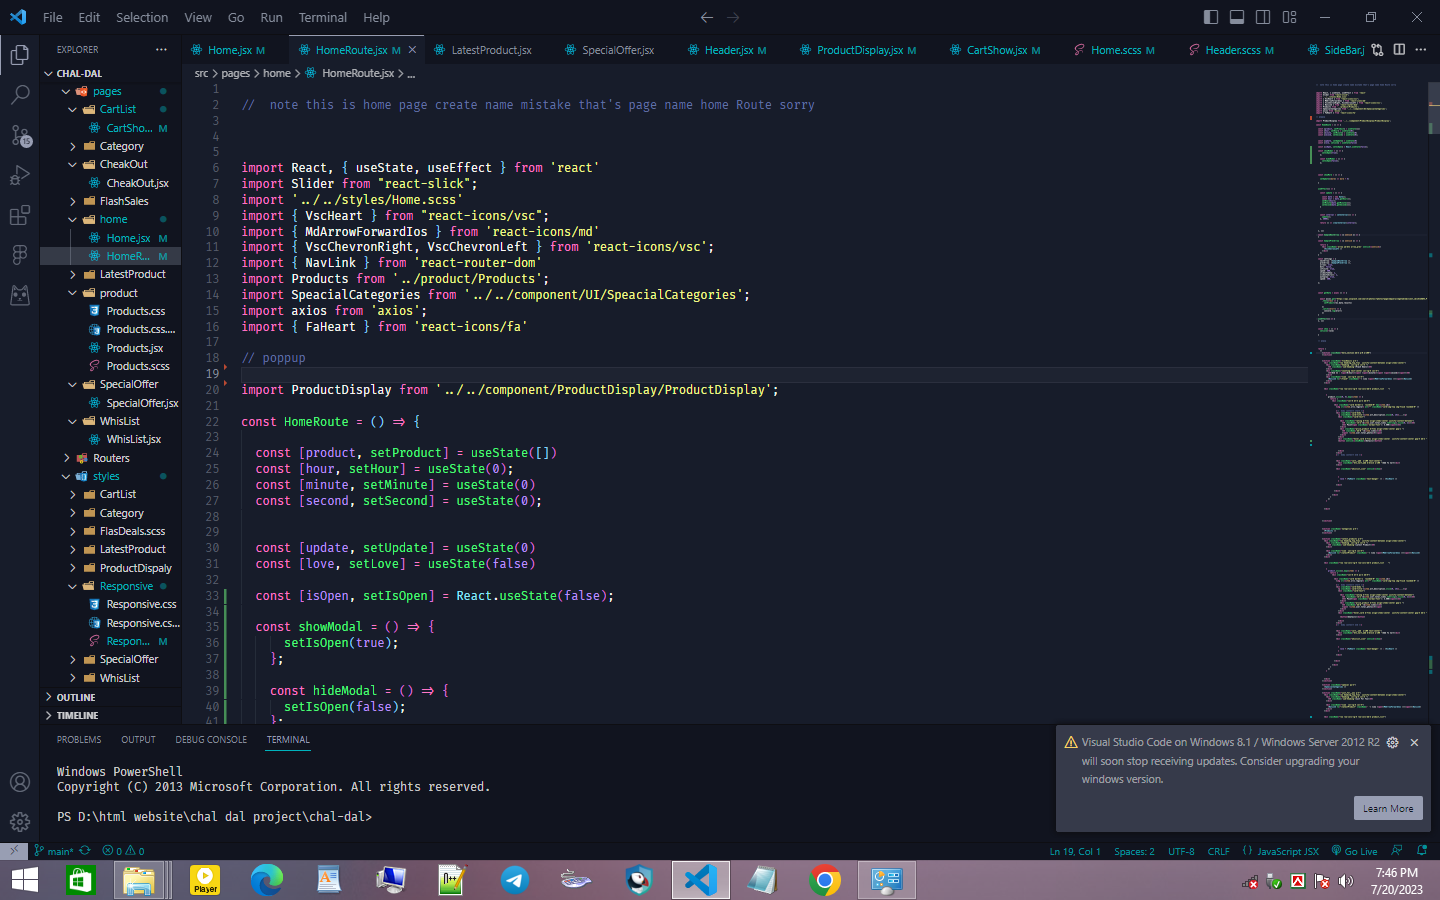 File Edit Selection View Go Run Terminal Help
EXPLORER
Home.jsx M
HomeRoute.jsx M
LatestProduct.jsx
SpecialOffer.jsx
Header.jsx M
ProductDisplay.jsx M
CartShow.jsx M
Home.scss M
Header.scss M
SideBar.j
CHAL-DAL
pages
CartList
CartSho... M
Category
CheakOut
CheakOut.jsx
FlashSales
home
Home.jsx M
HomeR... M
LatestProduct
product
Products.css
Products.css....
Products.jsx
Products.scss
SpecialOffer
SpecialOffer.jsx
WhisList
WhisList.jsx
Routers
styles
CartList
Category
FlasDeals.scss
LatestProduct
ProductDispaly
Responsive
Responsive.css
Responsive.cs...
Respon... M
SpecialOffer
WhisList
OUTLINE
TIMELINE
15
src > pages > home > HomeRoute.jsx > ...
1
2 // note this is home page create name mistake that's page name home Route sorry
3
4
5
6 import React, { useState, useEffect } from 'react'
7 import Slider from "react-slick";
8 import '../../styles/Home.scss'
9 import { VscHeart } from "react-icons/vsc";
10 import { MdArrowForwardIos } from 'react-icons/md'
11 import { VscChevronRight, VscChevronLeft } from 'react-icons/vsc';
12 import { NavLink } from 'react-router-dom'
13 import Products from '../product/Products';
14 import SpeacialCategories from '../../component/UI/SpeacialCategories';
15 import axios from 'axios';
16 import { FaHeart } from 'react-icons/fa'
17
18 // poppup
19
20 import ProductDisplay from '../../component/ProductDisplay/ProductDisplay';
21
22 const HomeRoute = () => {
23
24 const [product, setProduct] = useState([])
25 const [hour, setHour] = useState(0);
26 const [minute, setMinute] = useState(0)
27 const [second, setSecond] = useState(0);
28
29
30 const [update, setUpdate] = useState(0)
31 const [love, setLove] = useState(false)
32
33 const [isOpen, setIsOpen] = React.useState(false);
34
35 const showModal = () => {
36 setIsOpen(true);
37 };
38
39 const hideModal = () => {
40 setIsOpen(false);
41 };
PROBLEMS OUTPUT DEBUG CONSOLE TERMINAL
Windows PowerShell
Copyright (C) 2013 Microsoft Corporation. All rights reserved.
PS D:\html website\chal dal project\chal-dal>
Visual Studio Code on Windows 8.1 / Windows Server 2012 R2
will soon stop receiving updates. Consider upgrading your
windows version.
Learn More
main* 0 0
Ln 19, Col 1 Spaces: 2 UTF-8 CRLF {} JavaScript JSX Go Live
Player
7:46 PM
7/20/2023